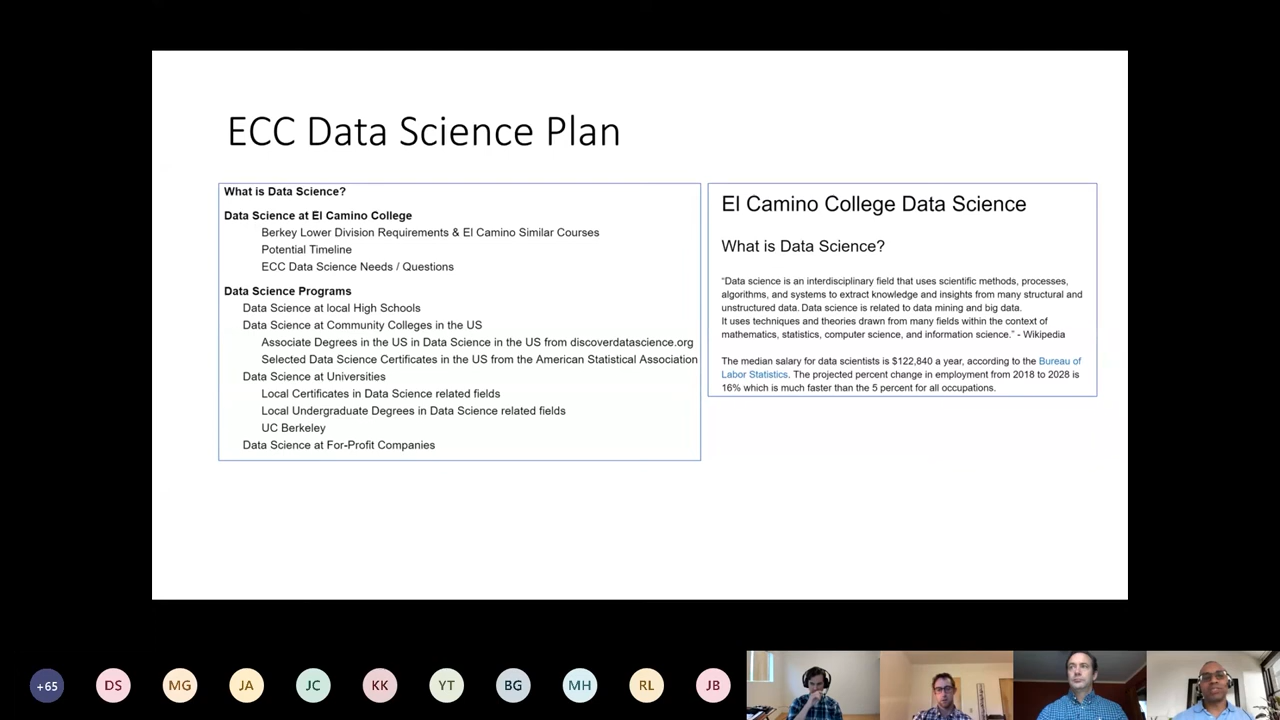 ECC Data Science Plan
What is Data Science?
Data Science at El Camino College
Berkey Lower Division Requirements & El Camino Similar Courses
Potential Timeline
ECC Data Science Needs / Questions
Data Science Programs
Data Science at local High Schools
Data Science at Community Colleges in the US
Associate Degrees in the US in Data Science in the US from discoverdatascience.org
Selected Data Science Certificates in the US from the American Statistical Association
Data Science at Universities
Local Certificates in Data Science related fields
Local Undergraduate Degrees in Data Science related fields
UC Berkeley
Data Science at For-Profit Companies
El Camino College Data Science
What is Data Science?
“Data science is an interdisciplinary field that uses scientific methods, processes,
algorithms, and systems to extract knowledge and insights from many structural and
unstructured data. Data science is related to data mining and big data.
It uses techniques and theories drawn from many fields within the context of
mathematics, statistics, computer science, and information science.” - Wikipedia
The median salary for data scientists is $122,840 a year, according to the Bureau of
Labor Statistics. The projected percent change in employment from 2018 to 2028 is
16% which is much faster than the 5 percent for all occupations.
+65 DS MG JA JC KK YT BG MH RL JB